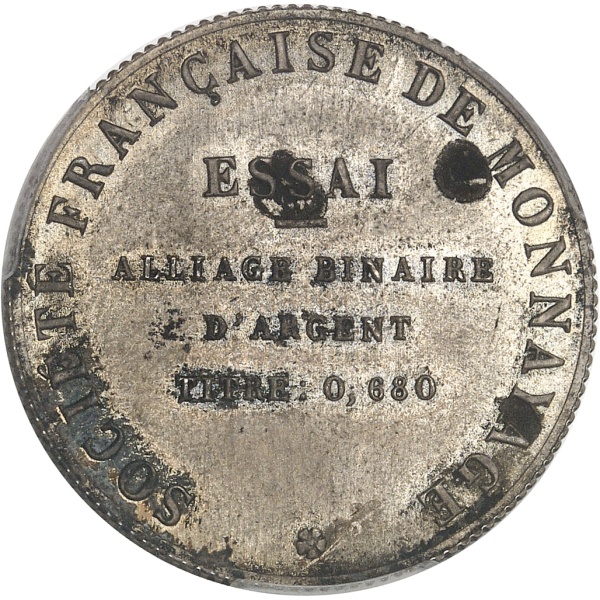 SOCIÉTÉ FRANÇAISE DE MONNAYAGE
ESSAI
ALLIAGE BINAIRE
D'ARGENT
TITRE: 0,680